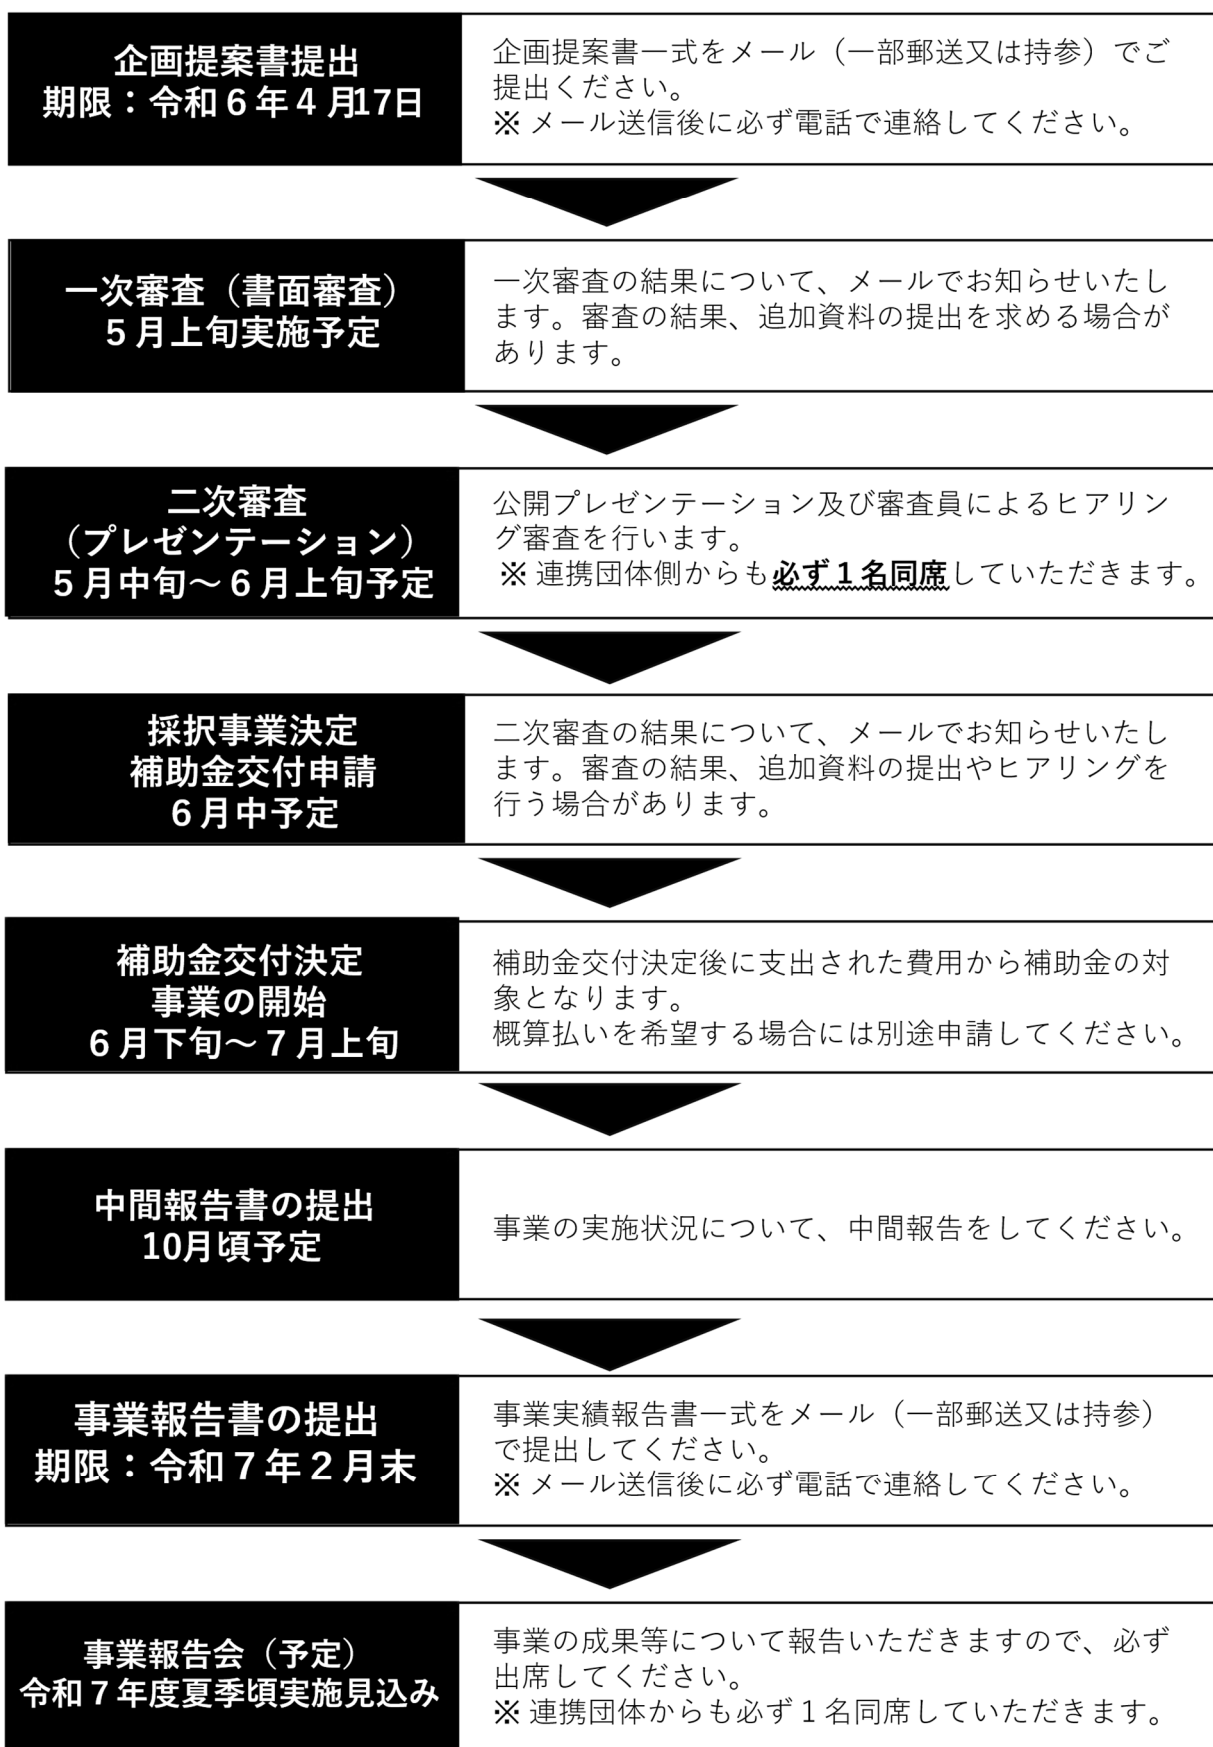 企画提案書提出
期限：令和６年４月17日
企画提案書一式をメール（一部郵送又は持参）でご
提出ください。
※ メール送信後に必ず電話で連絡してください。
一次審査（書面審査）
５月上旬実施予定
一次審査の結果について、メールでお知らせいたし
ます。審査の結果、追加資料の提出を求める場合が
あります。
二次審査
（プレゼンテーション）
５月中旬～６月上旬予定
公開プレゼンテーション及び審査員によるヒアリン
グ審査を行います。
※ 連携団体側からも必ず１名同席していただきます。
採択事業決定
補助金交付申請
６月中予定
二次審査の結果について、メールでお知らせいたし
ます。審査の結果、追加資料の提出やヒアリングを
行う場合があります。
補助金交付決定
事業の開始
６月下旬～７月上旬
補助金交付決定後に支出された費用から補助金の対
象となります。
概算払いを希望する場合には別途申請してください。
中間報告書の提出
10月頃予定
事業の実施状況について、中間報告をしてください。
事業報告書の提出
期限：令和７年２月末
事業実績報告書一式をメール（一部郵送又は持参）
で提出してください。
※ メール送信後に必ず電話で連絡してください。
事業報告会（予定）
令和７年度夏季頃実施見込み
事業の成果等について報告いただきますので、必ず
出席してください。
※ 連携団体からも必ず１名同席していただきます。